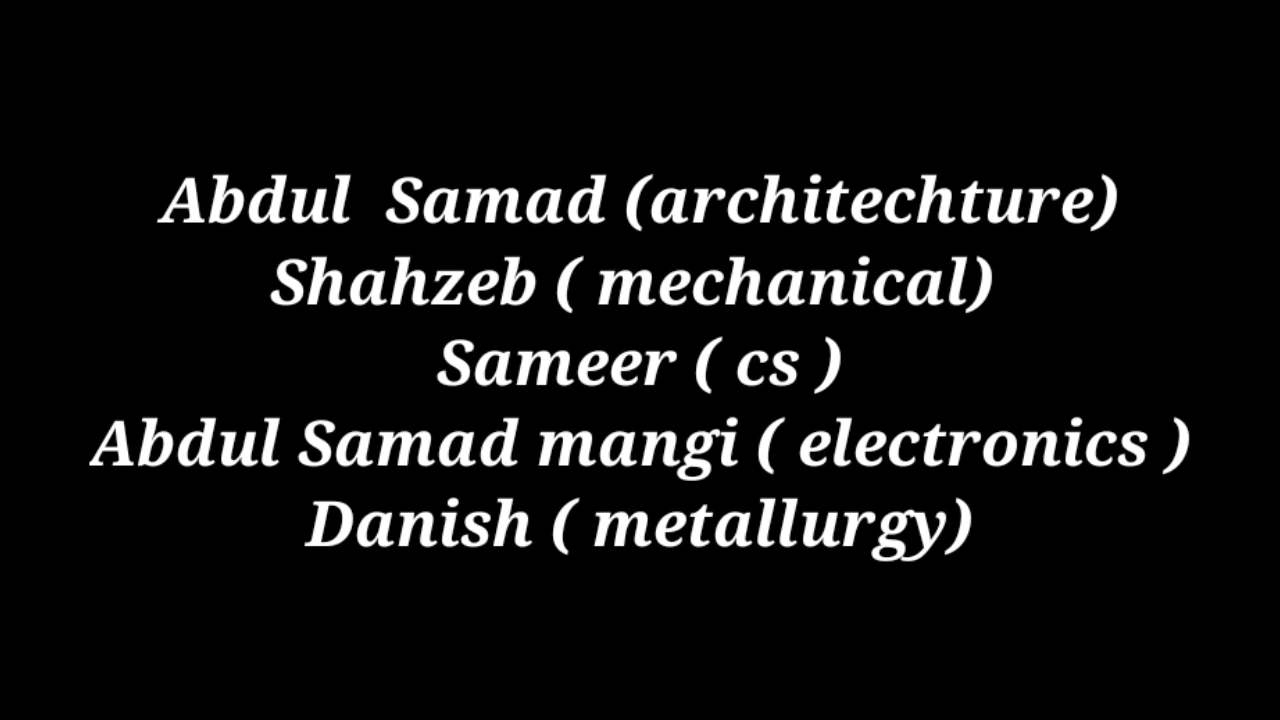 Abdul  Samad (architechture)
Shahzeb ( mechanical)
Sameer ( cs )
Abdul Samad mangi ( electronics )
Danish ( metallurgy)